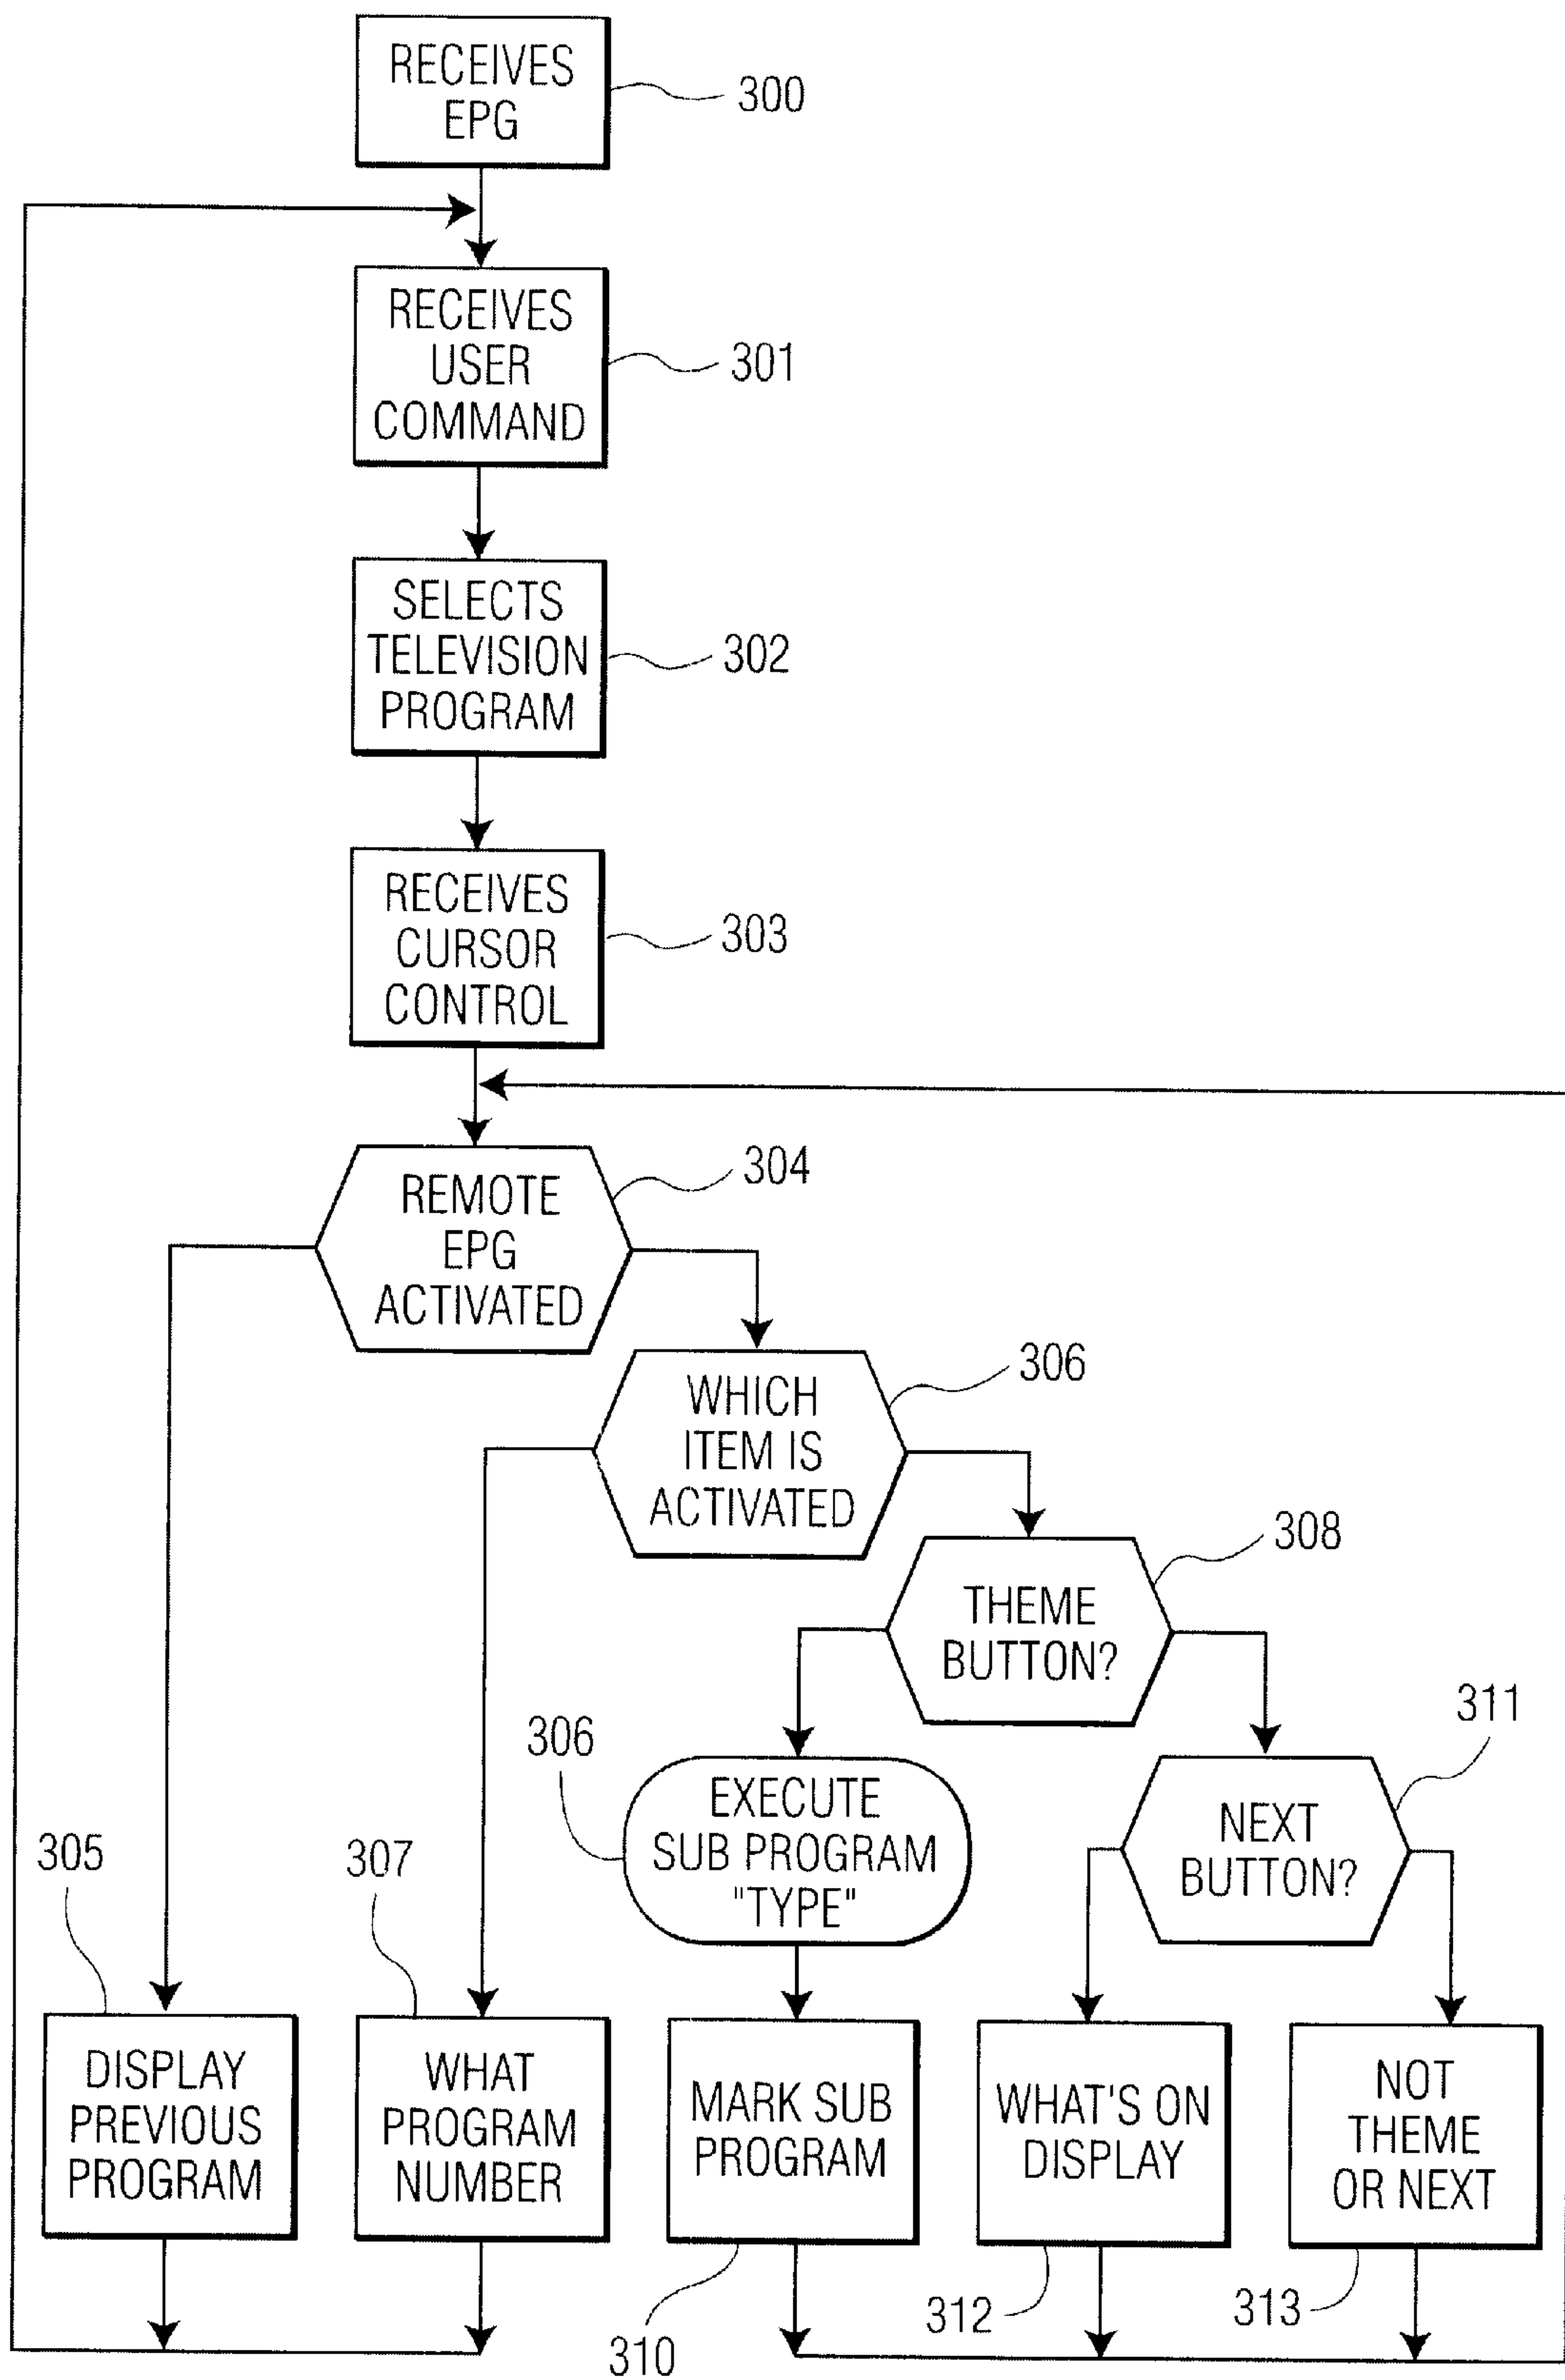 RECEIVES
EPG
300
RECEIVES
USER
COMMAND
301
SELECTS
TELEVISION
PROGRAM
302
RECEIVES
CURSOR
CONTROL
303
REMOTE
EPG
ACTIVATED
304
WHICH
ITEM IS
ACTIVATED
306
THEME
BUTTON?
308
306
EXECUTE
SUB PROGRAM
"TYPE"
NEXT
BUTTON?
311
305
DISPLAY
PREVIOUS
PROGRAM
307
WHAT
PROGRAM
NUMBER
MARK SUB
PROGRAM
310
WHAT'S ON
DISPLAY
312
NOT
THEME
OR NEXT
313